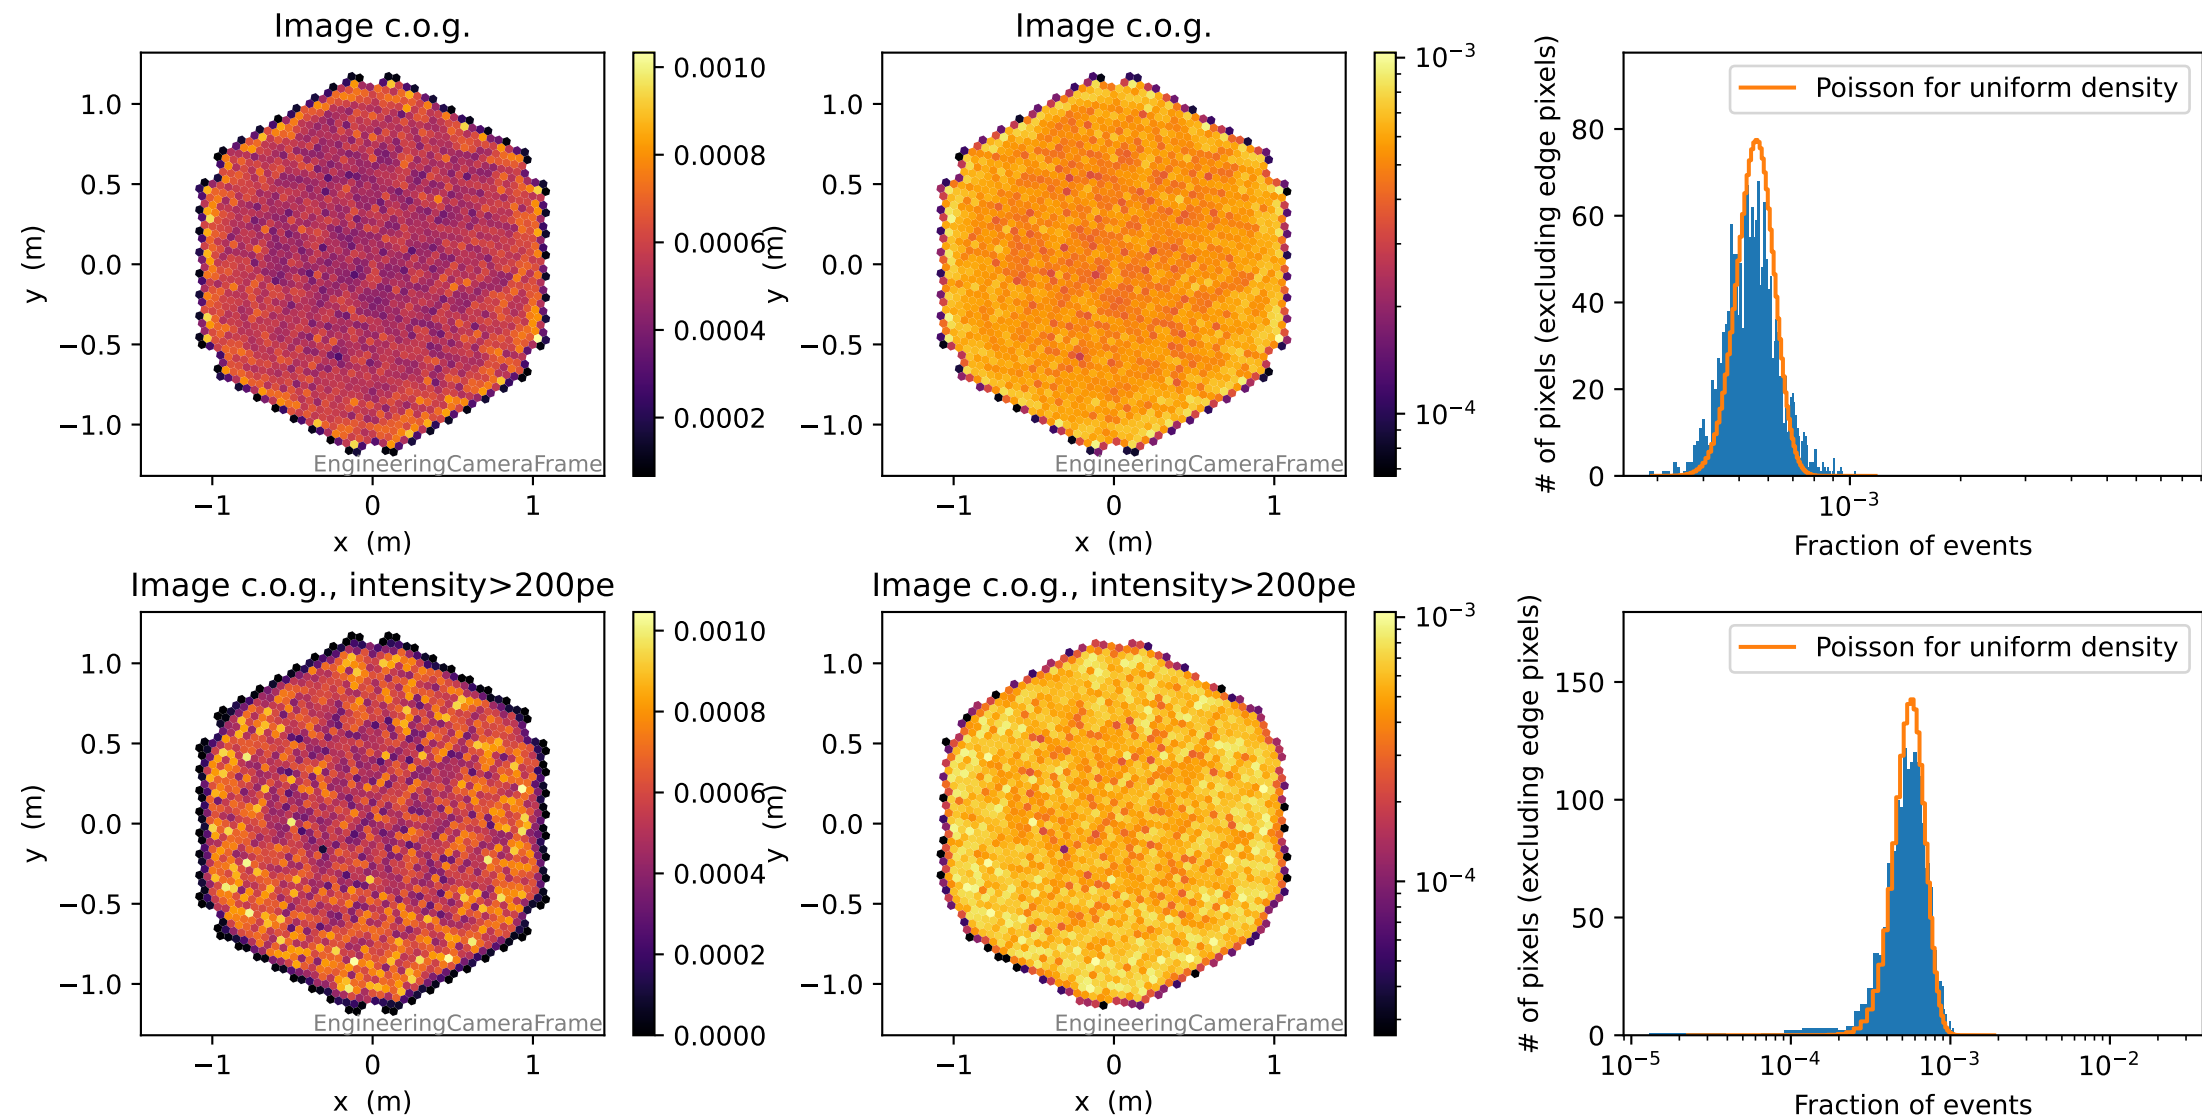 Image c.o.g.
1.0
0.5
0.0
−0.5
−1.0
y (m)
−1
0
1
x (m)
EngineeringCameraFrame
0.0010
0.0008
0.0006
0.0004
0.0002
Image c.o.g.
1.0
0.5
0.0
−0.5
−1.0
y (m)
−1
0
1
x (m)
EngineeringCameraFrame
10⁻³
10⁻⁴
Poisson for uniform density
# of pixels (excluding edge pixels)
80
60
40
20
0
10⁻³
Fraction of events
Image c.o.g., intensity>200pe
1.0
0.5
0.0
−0.5
−1.0
y (m)
−1
0
1
x (m)
EngineeringCameraFrame
0.0010
0.0008
0.0006
0.0004
0.0002
0.0000
Image c.o.g., intensity>200pe
1.0
0.5
0.0
−0.5
−1.0
y (m)
−1
0
1
x (m)
EngineeringCameraFrame
10⁻³
10⁻⁴
Poisson for uniform density
# of pixels (excluding edge pixels)
150
100
50
0
10⁻⁵
10⁻⁴
10⁻³
10⁻²
Fraction of events